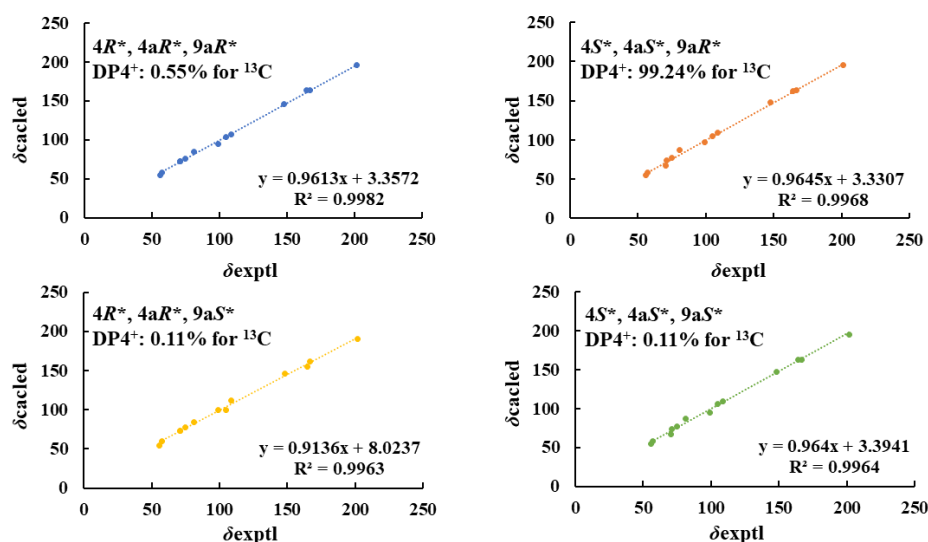 4R*, 4aR*, 9aR*
DP4⁺: 0.55% for ¹³C
y = 0.9613x + 3.3572
R² = 0.9982
δcacled
250
200
150
100
50
0
0 50 100 150 200 250
δexptl
4S*, 4aS*, 9aR*
DP4⁺: 99.24% for ¹³C
y = 0.9645x + 3.3307
R² = 0.9968
δcacled
250
200
150
100
50
0
0 50 100 150 200 250
δexptl
4R*, 4aR*, 9aS*
DP4⁺: 0.11% for ¹³C
y = 0.9136x + 8.0237
R² = 0.9963
δcacled
250
200
150
100
50
0
0 50 100 150 200 250
δexptl
4S*, 4aS*, 9aS*
DP4⁺: 0.11% for ¹³C
y = 0.964x + 3.3941
R² = 0.9964
δcacled
250
200
150
100
50
0
0 50 100 150 200 250
δexptl